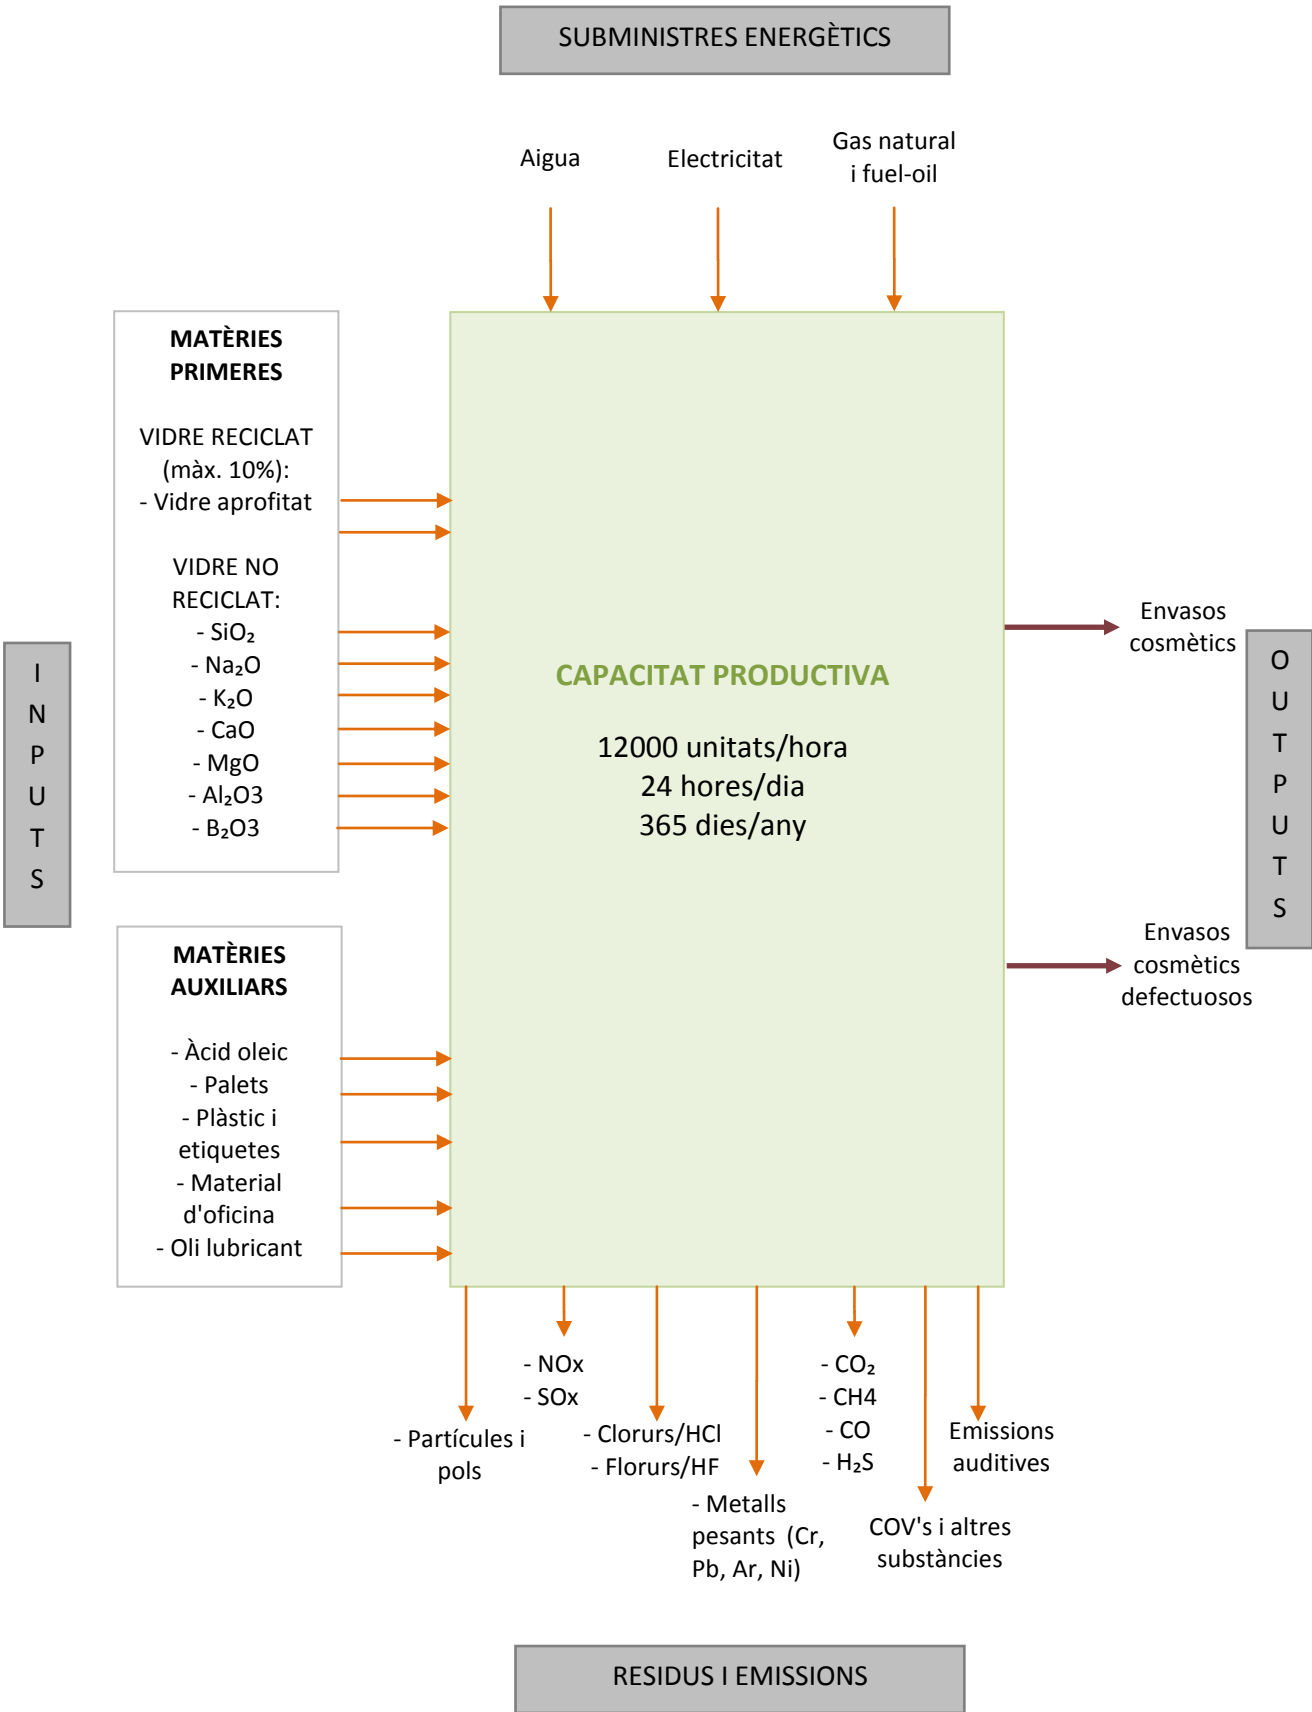 SUBMINISTRES ENERGÈTICS
Aigua
Electricitat
Gas natural
i fuel-oil
MATÈRIES
PRIMERES
VIDRE RECICLAT
(màx. 10%):
- Vidre aprofitat
VIDRE NO
RECICLAT:
- SiO₂
- Na₂O
- K₂O
- CaO
- MgO
- Al₂O3
- B₂O3
INPUTS
MATÈRIES
AUXILIARS
- Àcid oleic
- Palets
- Plàstic i
etiquetes
- Material
d'oficina
- Oli lubricant
CAPACITAT PRODUCTIVA
12000 unitats/hora
24 hores/dia
365 dies/any
Envasos
cosmètics
OUTPUTS
Envasos
cosmètics
defectuosos
- Partícules i
pols
- NOx
- SOx
- Clorurs/HCl
- Florurs/HF
- Metalls
pesants (Cr,
Pb, Ar, Ni)
- CO₂
- CH4
- CO
- H₂S
COV's i altres
substàncies
Emissions
auditives
RESIDUS I EMISSIONS